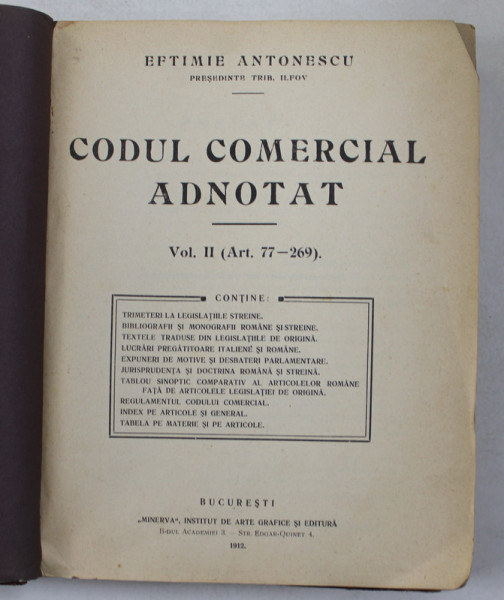 EFTIMIE ANTONESCU
PREȘEDINTE TRIB. ILFOV
CODUL COMERCIAL
ADNOTAT
Vol. II (Art. 77—269).
CONȚINE:
TRIMETERI LA LEGISLAȚIILE STREINE.
BIBLIOGRAFII ȘI MONOGRAFII ROMÂNE ȘI STREINE.
TEXTELE TRADUSE DIN LEGISLAȚIILE DE ORIGINĂ.
LUCRĂRI PREGĂTITOARE ITALIENE ȘI ROMÂNE.
EXPUNERI DE MOTIVE ȘI DESBATERI PARLAMENTARE.
JURISPRUDENȚA ȘI DOCTRINA ROMÂNĂ ȘI STREINĂ.
TABLOU SINOPTIC COMPARATIV AL ARTICOLELOR ROMÂNE
FAȚĂ DE ARTICOLELE LEGISLAȚIEI DE ORIGINĂ.
REGULAMENTUL CODULUI COMERCIAL.
INDEX PE ARTICOLE ȘI GENERAL.
TABELA PE MATERIE ȘI PE ARTICOLE.
BUCUREȘTI
„MINERVA“, INSTITUT DE ARTE GRAFICE ȘI EDITURĂ
B-DUL ACADEMIEI 3. — STR. EDGAR-QUINET 4.
1912.